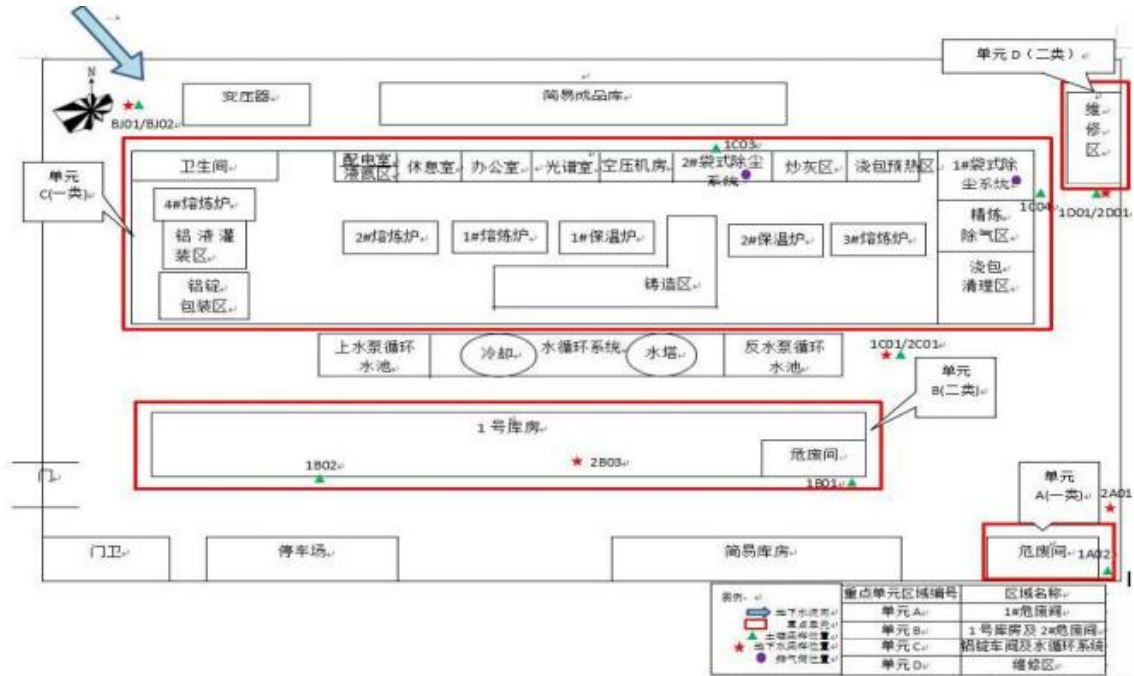 单元D（二类）
N
变压器
简易成品库
维
修
区
BJ01/BJ02
1C03
单元
C(一类)
卫生间
配电室
休息室
办公室
光谱室
空压机房
2#袋式除尘
系统
炒灰区
浇包预热区
1#袋式除
尘系统
1C04
1D01/2D01
4#熔炼炉
铝液灌
装区
铝锭
包装区
2#熔炼炉
1#熔炼炉
1#保温炉
2#保温炉
3#熔炼炉
精炼
除气区
铸造区
浇包
清理区
上水泵循环
水池
冷却
水循环系统
水塔
反水泵循环
水池
1C01/2C01
单元
B(二类)
1号库房
危废间
1B02
2B03
1B01
门
单元
A(一类)
2A01
门卫
停车场
简易库房
危废间
1A02
图例
地下水流向
重点单元
土壤采样位置
地下水采样位置
排气筒位置
重点单元区域编号
区域名称
单元A
1#危废间
单元B
1号库房及2#危废间
单元C
铝锭车间及水循环系统
单元D
维修区